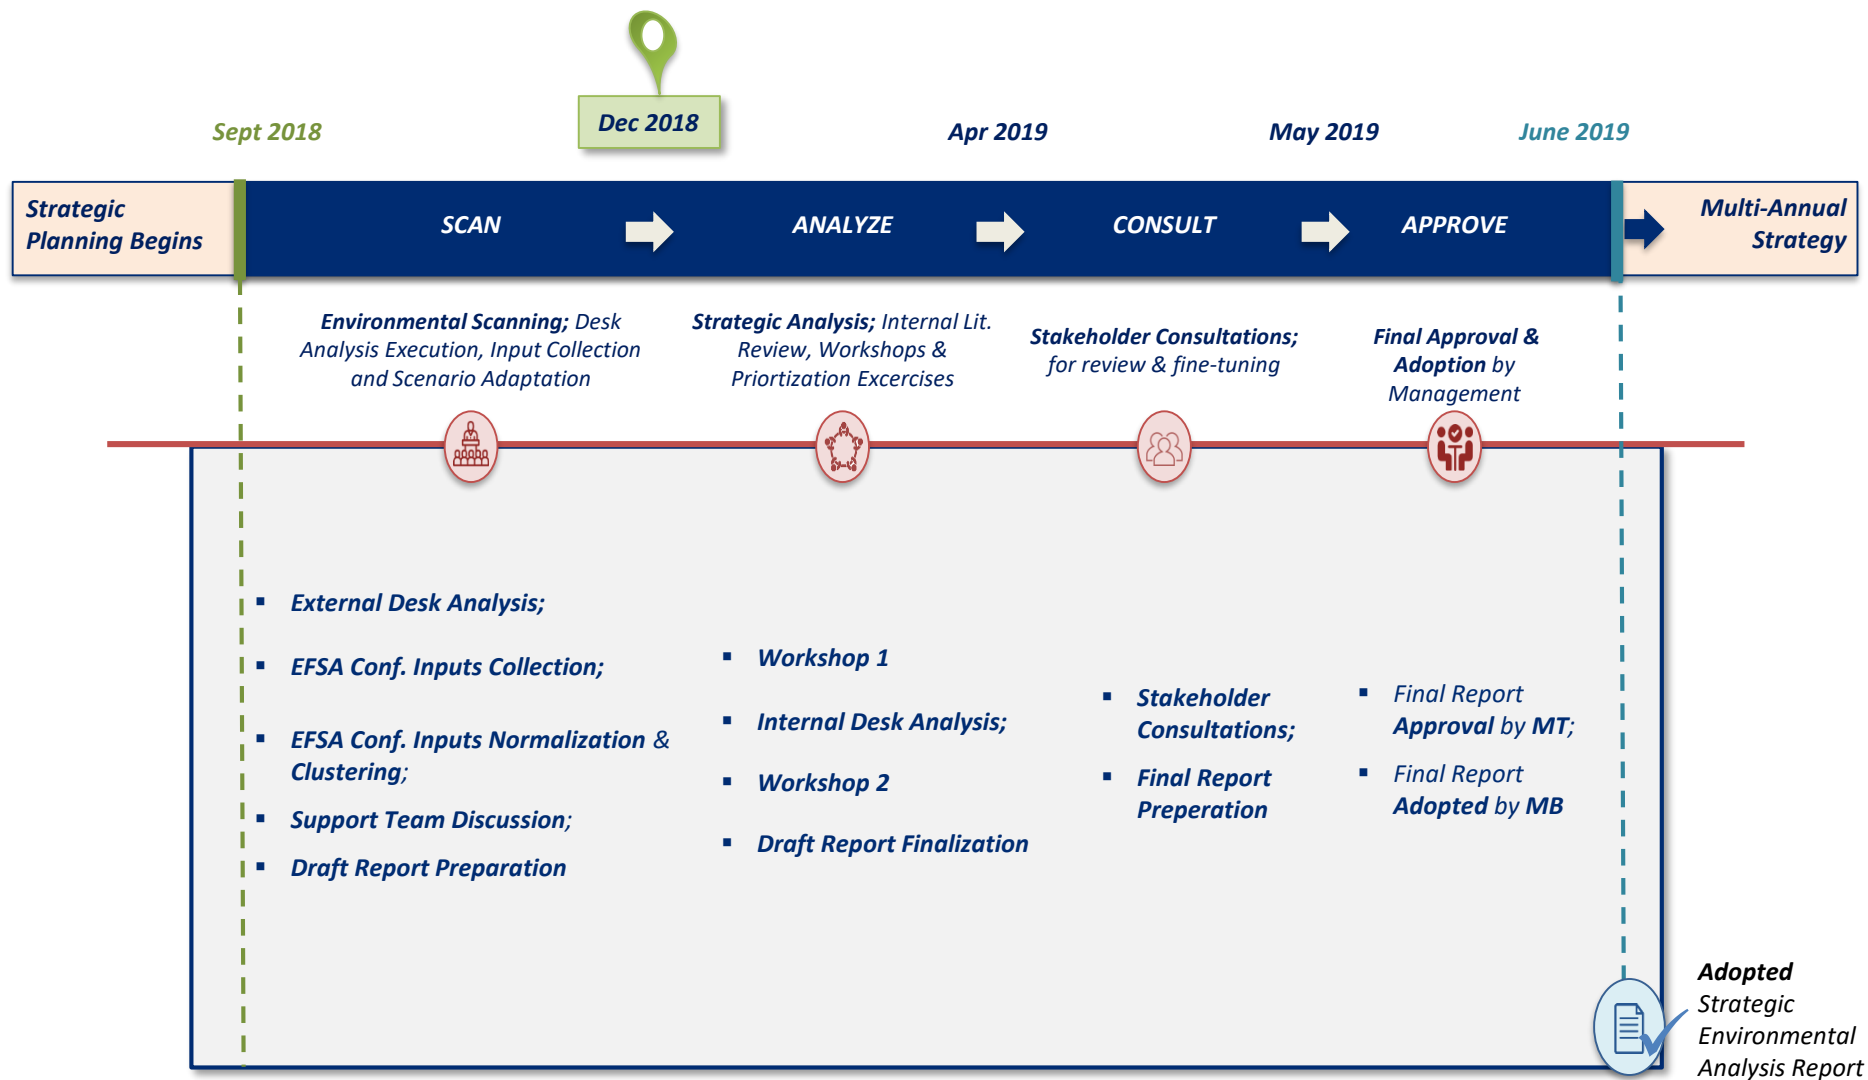 Sept 2018
Dec 2018
Apr 2019
May 2019
June 2019
Strategic
Planning Begins
SCAN
ANALYZE
CONSULT
APPROVE
Multi-Annual
Strategy
Environmental Scanning; Desk
Analysis Execution, Input Collection
and Scenario Adaptation
Strategic Analysis; Internal Lit.
Review, Workshops &
Priortization Excercises
Stakeholder Consultations;
for review & fine-tuning
Final Approval &
Adoption by
Management
▪ External Desk Analysis;
▪ EFSA Conf. Inputs Collection;
▪ EFSA Conf. Inputs Normalization &
Clustering;
▪ Support Team Discussion;
▪ Draft Report Preparation
▪ Workshop 1
▪ Internal Desk Analysis;
▪ Workshop 2
▪ Draft Report Finalization
▪ Stakeholder
Consultations;
▪ Final Report
Preperation
▪ Final Report
Approval by MT;
▪ Final Report
Adopted by MB
Adopted
Strategic
Environmental
Analysis Report